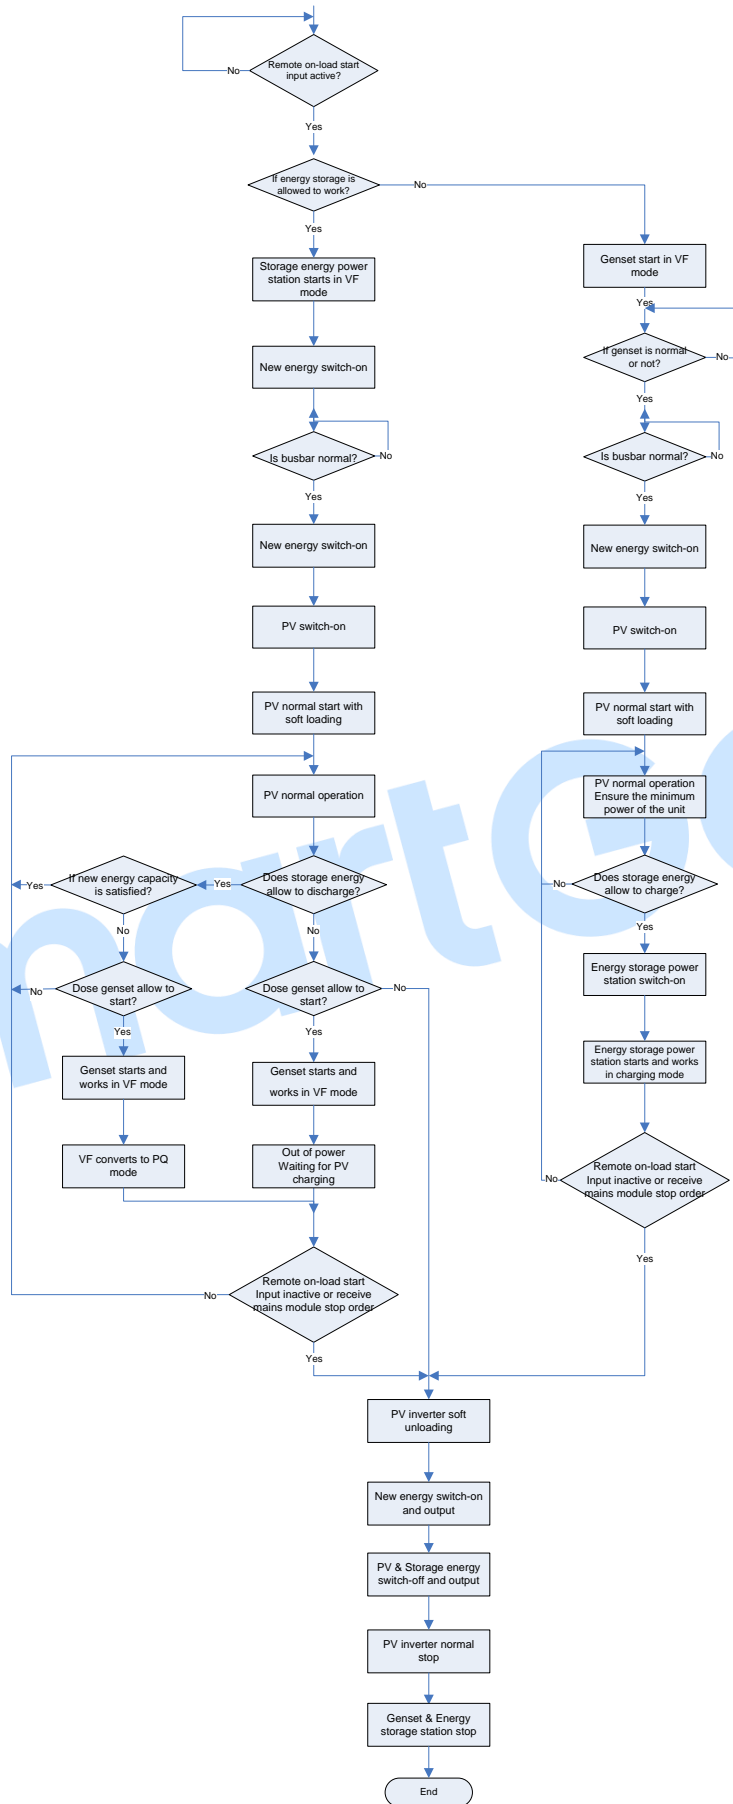 Remote on-load start
input active?
No
Yes
If energy storage is
allowed to work?
No
Yes
Storage energy power
station starts in VF
mode
Genset start in VF
mode
Yes
New energy switch-on
If genset is normal
or not?
No
Yes
Is busbar normal?
No
Is busbar normal?
No
Yes
Yes
New energy switch-on
New energy switch-on
PV switch-on
PV switch-on
PV normal start with
soft loading
PV normal start with
soft loading
PV normal operation
PV normal operation
Ensure the minimum
power of the unit
Yes
If new energy capacity
is satisfied?
Yes
Does storage energy
allow to discharge?
No
Does storage energy
allow to charge?
No
No
Yes
No
Dose genset allow to
start?
Dose genset allow to
start?
No
Energy storage power
station switch-on
Yes
Yes
Genset starts and
works in VF mode
Genset starts and
works in VF mode
Energy storage power
station starts and works
in charging mode
VF converts to PQ
mode
Out of power
Waiting for PV
charging
No
Remote on-load start
Input inactive or receive
mains module stop order
Yes
No
Remote on-load start
Input inactive or receive
mains module stop order
Yes
PV inverter soft
unloading
New energy switch-on
and output
PV & Storage energy
switch-off and output
PV inverter normal
stop
Genset & Energy
storage station stop
End
martG